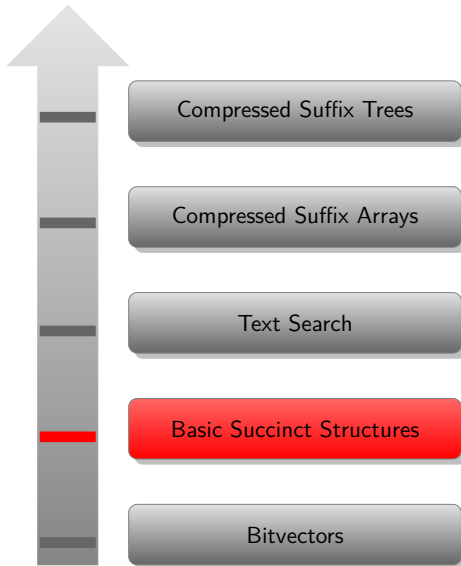 Compressed Suffix Trees
Compressed Suffix Arrays
Text Search
Basic Succinct Structures
Bitvectors